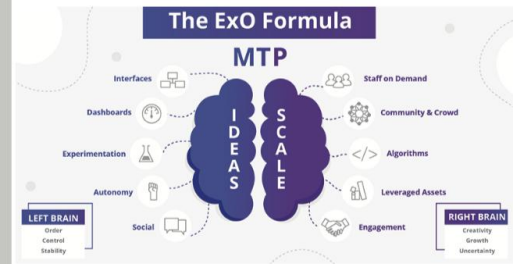 The ExO Formula
MTP
Interfaces
Dashboards
Experimentation
Autonomy
Social
IDEAS
SCALE
Staff on Demand
Community & Crowd
Algorithms
</>
Leveraged Assets
Engagement
LEFT BRAIN
Order
Control
Stability
RIGHT BRAIN
Creativity
Growth
Uncertainty